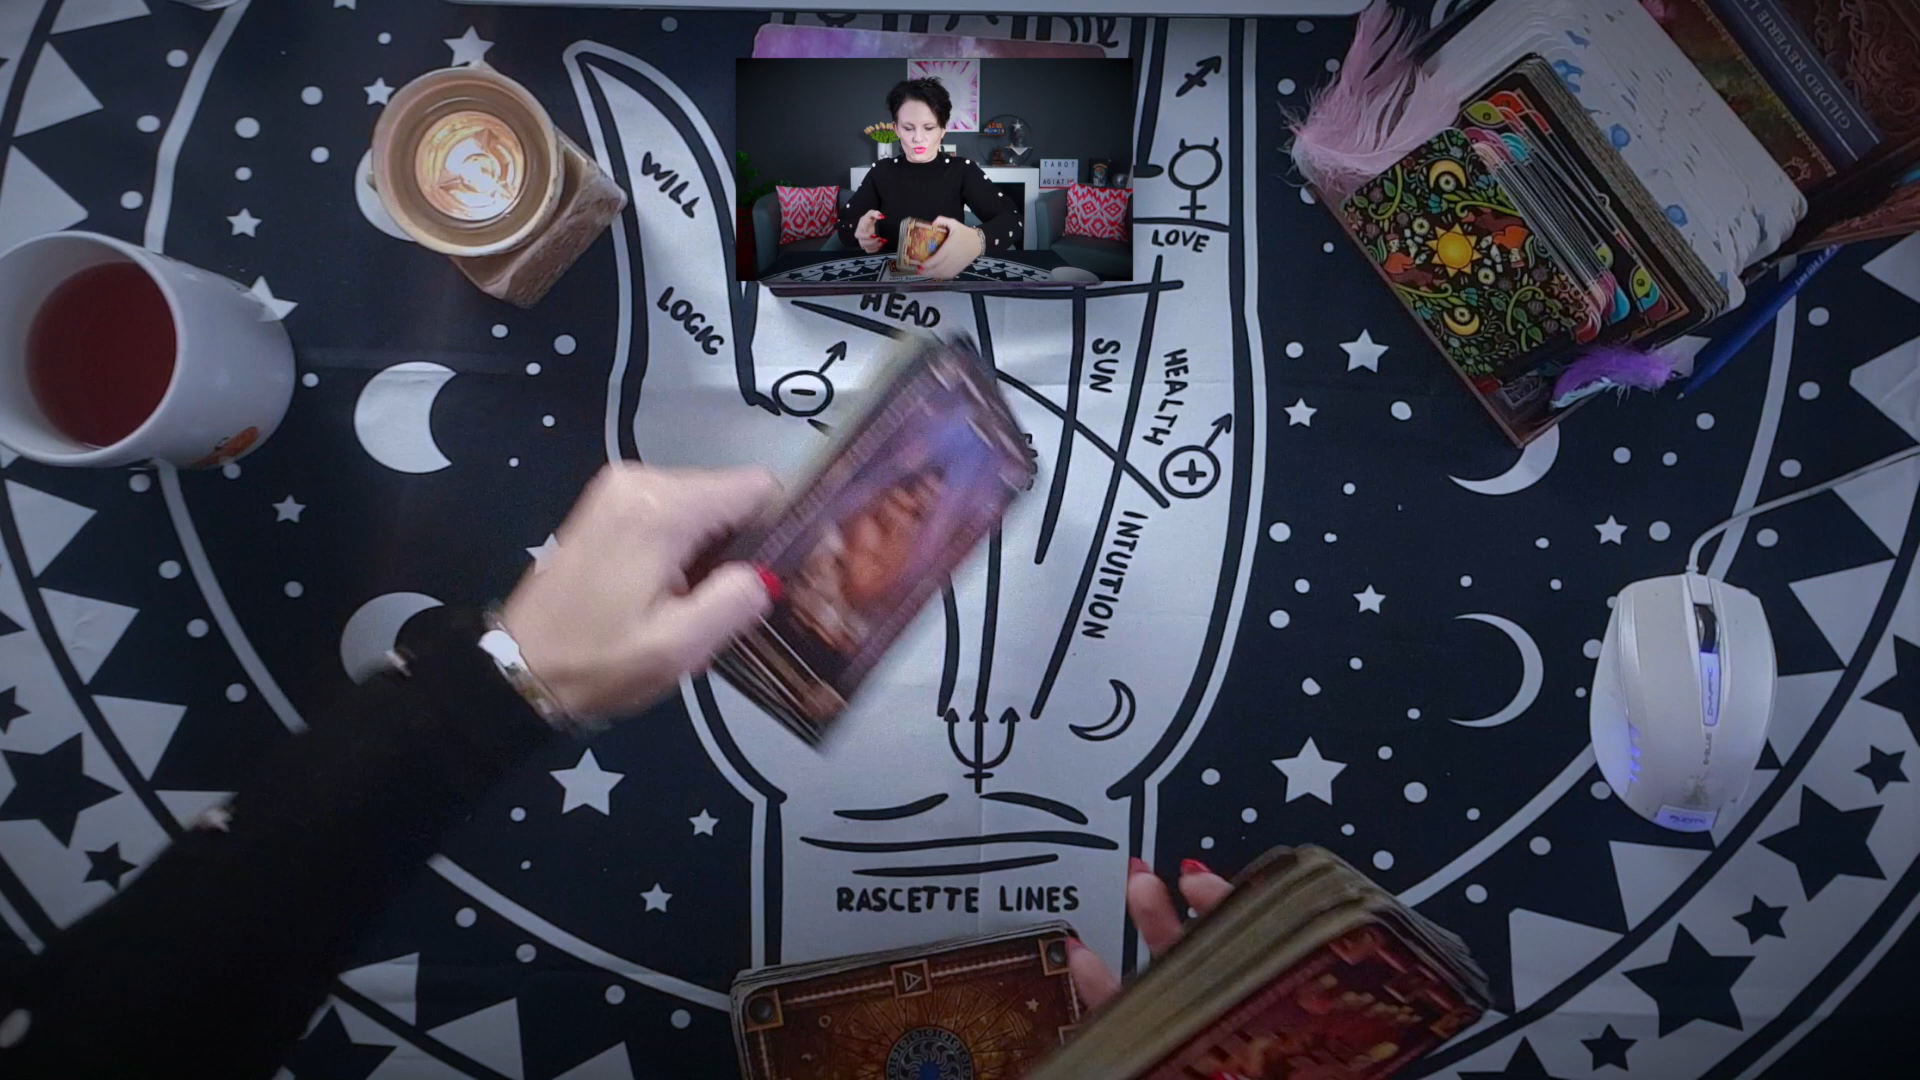 WILL
LOGIC
HEAD
LOVE
SUN
HEALTH
INTUITION
RASCETTE LINES
TAROT
GILDED REVERIE